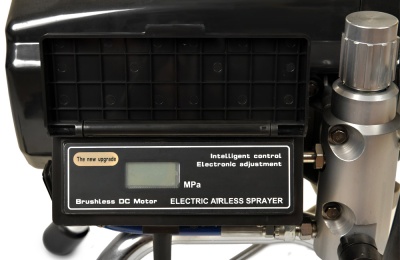 The new upgrade
Intelligent control
Electronic adjustment
MPa
Brushless DC Motor
ELECTRIC AIRLESS SPRAYER